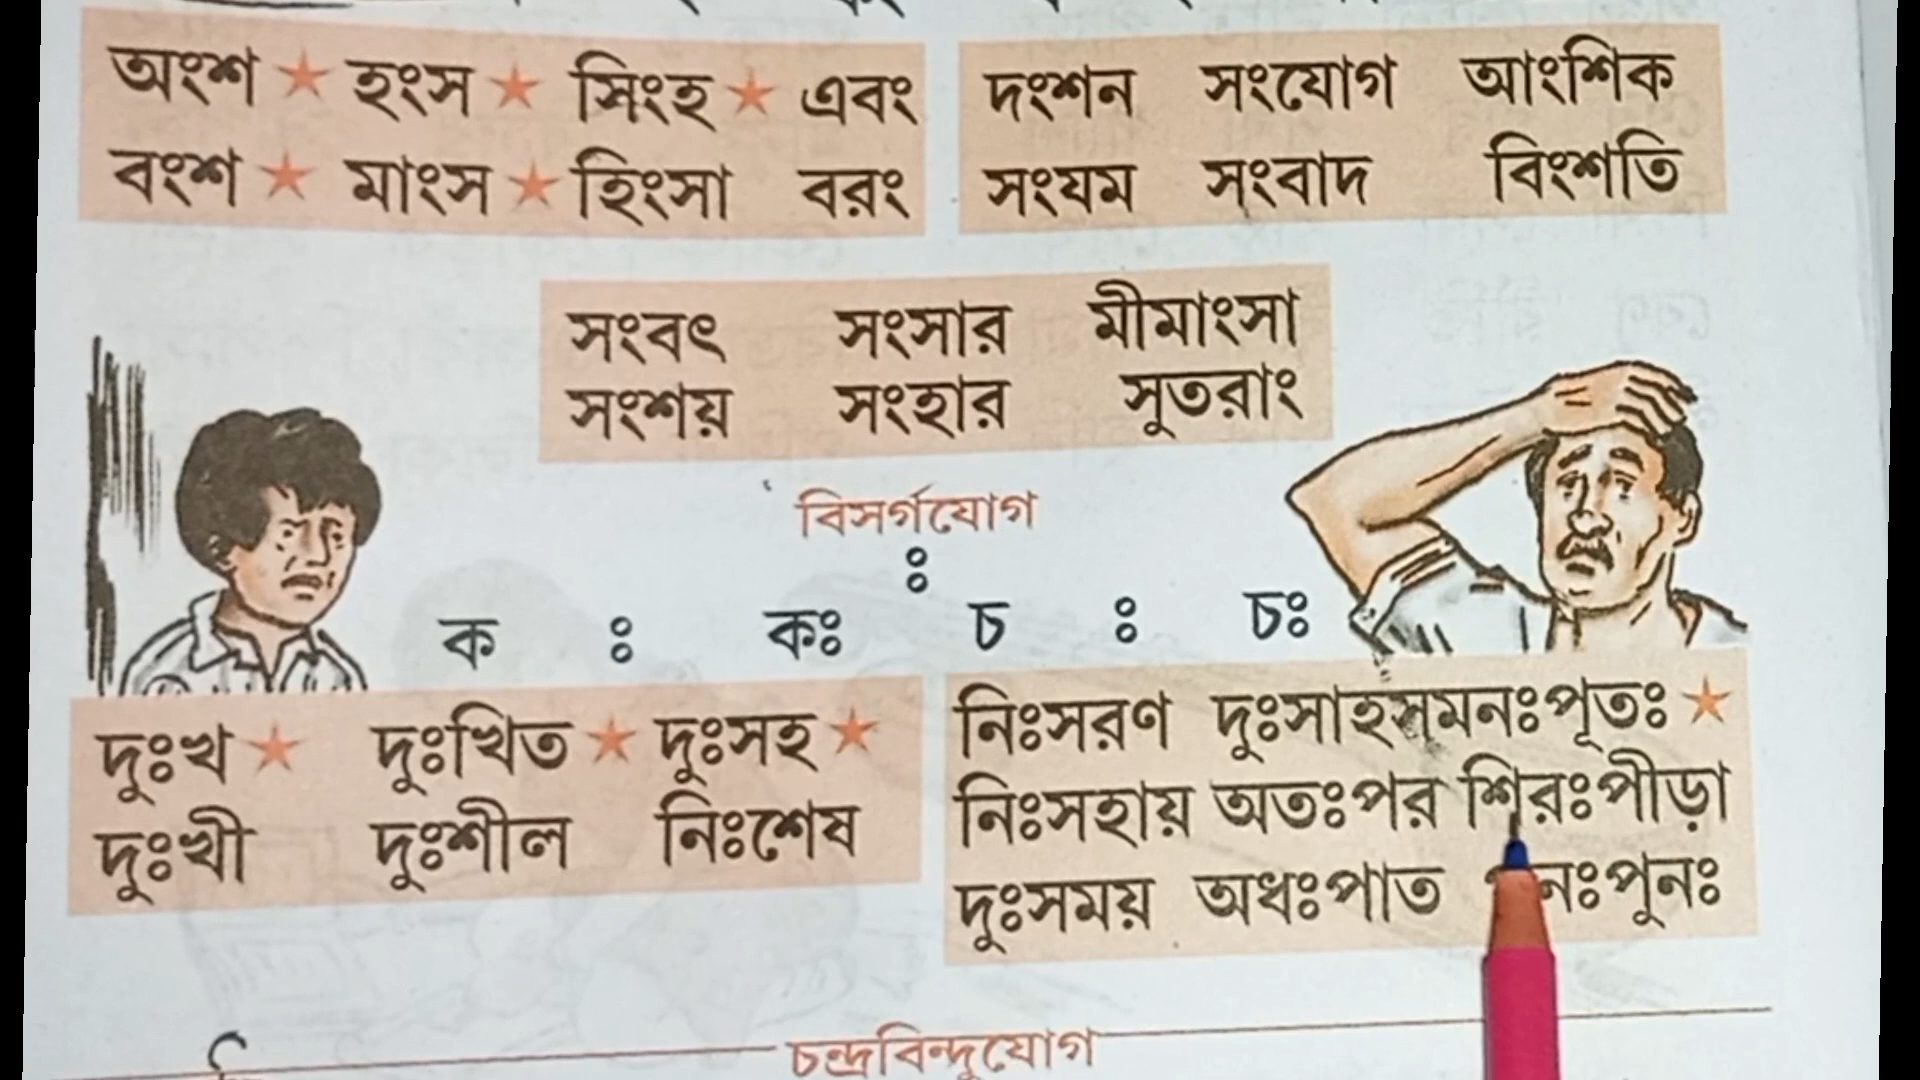 অংশ ★ হংস ★ সিংহ ★ এবং
বংশ ★ মাংস ★ হিংসা বরং
দংশন সংযোগ আংশিক
সংযম সংবাদ বিংশতি
সংবৎ সংসার মীমাংসা
সংশয় সংহার সুতরাং
বিসর্গযোগ
ঃ
ক ঃ কঃ চ ঃ চঃ
দুঃখ ★ দুঃখিত ★ দুঃসহ ★
দুঃখী দুঃশীল নিঃশেষ
নিঃসরণ দুঃসাহস মনঃপূতঃ ★
নিঃসহায় অতঃপর শিরঃপীড়া
দুঃসময় অধঃপাত
চন্দ্রবিন্দুযোগ